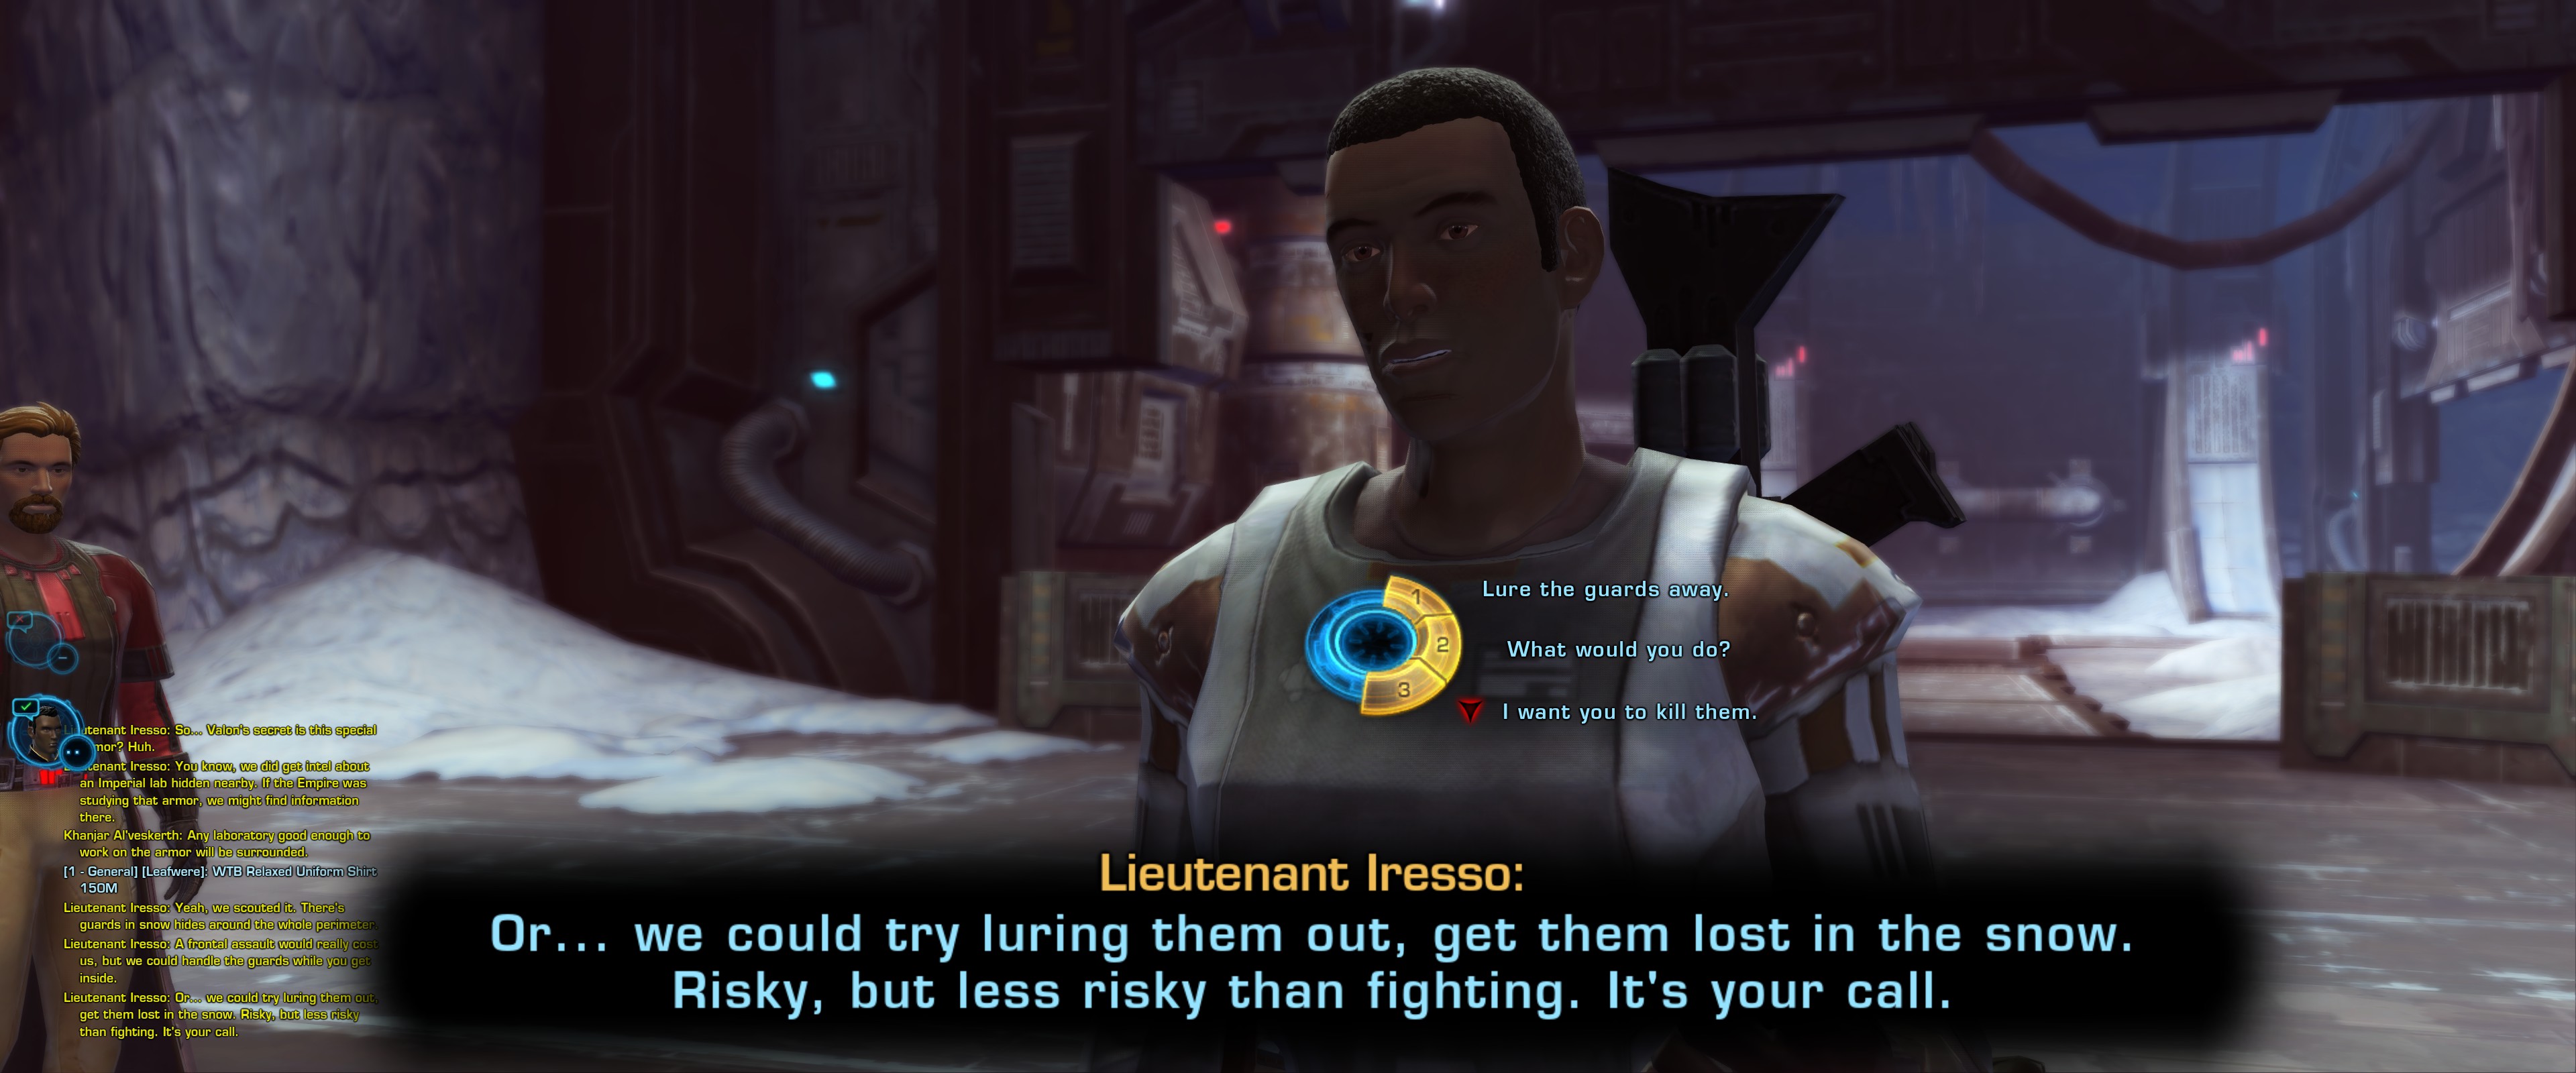 1
Lure the guards away.
2
What would you do?
3
I want you to kill them.
utenant Iresso: So... Valon's secret is this special
mor? Huh.
tenant Iresso: You know, we did get intel about
an Imperial lab hidden nearby. If the Empire was
studying that armor, we might find information
there.
Khanjar Al'veskerth: Any laboratory good enough to
work on the armor will be surrounded.
[1 - General] [Leafwere]: WTB Relaxed Uniform Shirt
150M
Lieutenant Iresso: Yeah, we scouted it. There's
guards in snow hides around the whole perimeter.
Lieutenant Iresso: A frontal assault would really cost
us, but we could handle the guards while you get
inside.
Lieutenant Iresso: Or... we could try luring them out,
get them lost in the snow. Risky, but less risky
than fighting. It's your call.
Lieutenant Iresso:
Or... we could try luring them out, get them lost in the snow.
Risky, but less risky than fighting. It's your call.